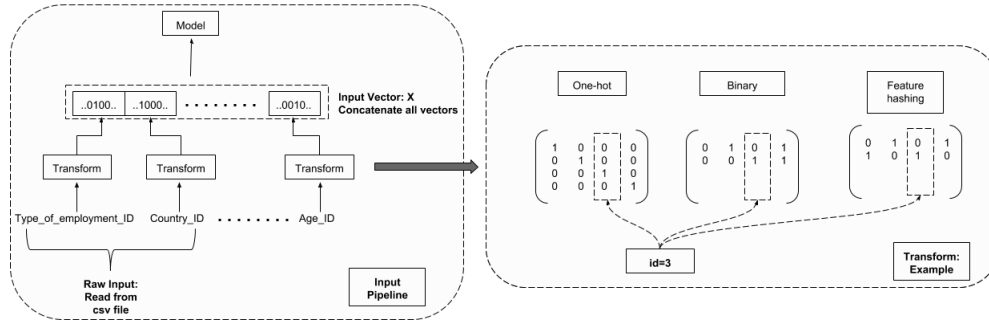 Model
..0100.. ..1000.. . . . . . . . . ..0010..
Input Vector: X
Concatenate all vectors
Transform Transform Transform
Type_of_employment_ID Country_ID . . . . . . . . . Age_ID
Raw Input:
Read from
csv file
Input
Pipeline
One-hot
Binary
Feature
hashing
1 0 0 0
0 1 0 0
0 0 1 0
0 0 0 1
0 1 0 1
0 0 1 1
0 1 0 1
1 0 1 0
id=3
Transform:
Example